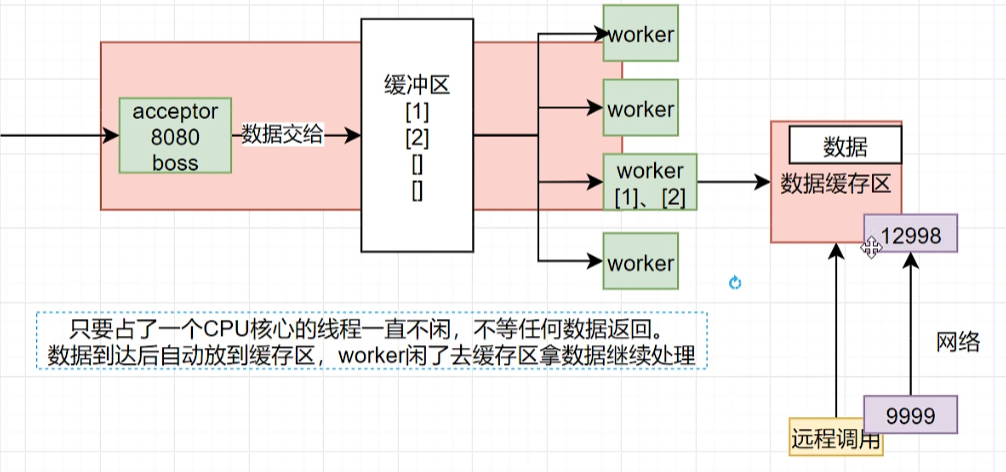 acceptor
8080
boss
数据交给
缓冲区
[1]
[2]
[]
[]
worker
worker
worker
[1]、[2]
worker
数据
数据缓存区
12998
网络
9999
远程调用
只要占了一个CPU核心的线程一直不闲，不等任何数据返回。
数据到达后自动放到缓存区，worker闲了去缓存区拿数据继续处理